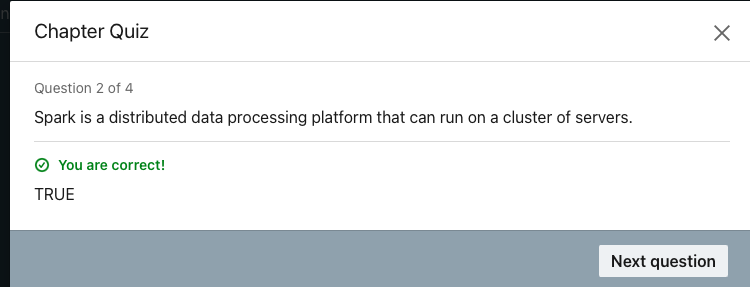 Chapter Quiz
Question 2 of 4
Spark is a distributed data processing platform that can run on a cluster of servers.
You are correct!
TRUE
Next question